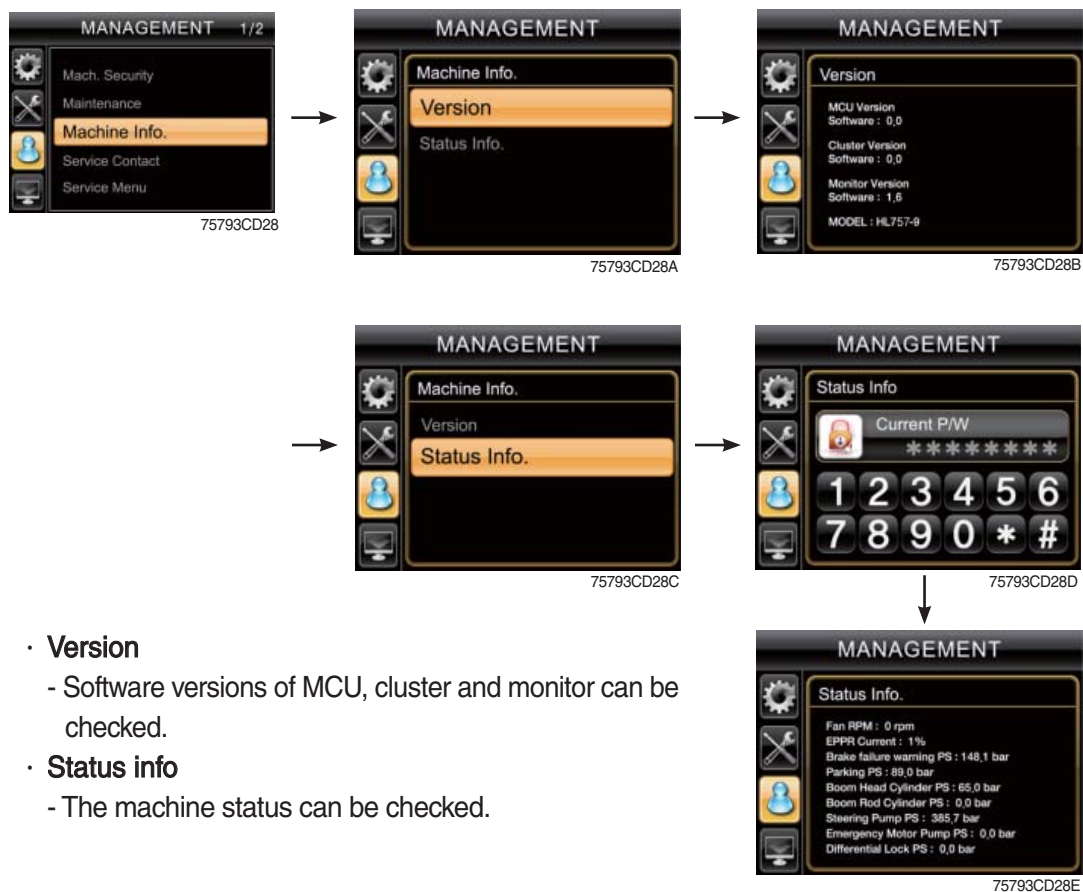 MANAGEMENT 1/2
Mach. Security
Maintenance
Machine Info.
Service Contact
Service Menu
75793CD28
MANAGEMENT
Machine Info.
Version
Status Info.
75793CD28A
MANAGEMENT
Version
MCU Version
Software : 0,0
Cluster Version
Software : 0,0
Monitor Version
Software : 1,6
MODEL : HL757-9
75793CD28B
MANAGEMENT
Machine Info.
Version
Status Info.
75793CD28C
MANAGEMENT
Status Info
Current P/W
********
1 2 3 4 5 6
7 8 9 0 * #
75793CD28D
· Version
- Software versions of MCU, cluster and monitor can be
checked.
· Status info
- The machine status can be checked.
MANAGEMENT
Status Info.
Fan RPM : 0 rpm
EPPR Current : 1%
Brake failure warning PS : 148,1 bar
Parking PS : 89,0 bar
Boom Head Cylinder PS : 65,0 bar
Boom Rod Cylinder PS : 0,0 bar
Steering Pump PS : 385,7 bar
Emergency Motor Pump PS : 0,0 bar
Differential Lock PS : 0,0 bar
75793CD28E